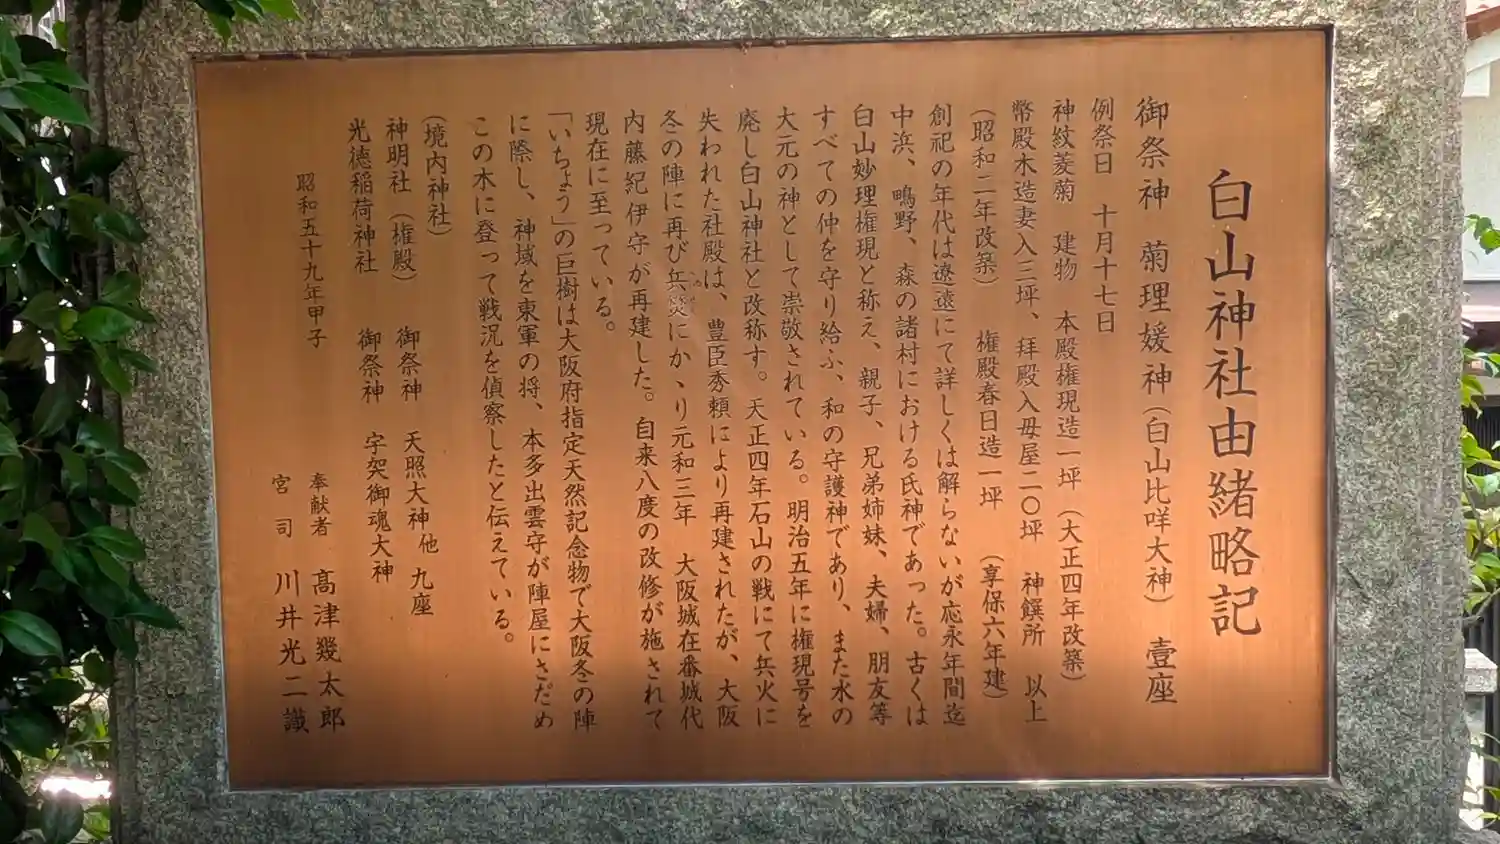 白山神社由緒略記
御祭神　菊理媛神（白山比咩大神）　壹座
例祭日　十月十七日
神紋菱菊　建物　本殿権現造一坪（大正四年改築）
幣殿木造妻入三坪、拝殿入毋屋二〇坪　神饌所　以上
（昭和二年改築）　権殿春日造一坪　（享保六年建）
創祀の年代は遼遠にて詳しくは解らないが応永年間迄
中浜、鴫野、森の諸村における氏神であった。古くは
白山妙理権現と称え、親子、兄弟姉妹、夫婦、朋友等
すべての仲を守り給ふ、和の守護神であり、また水の
大元の神として崇敬されている。明治五年に権現号を
廃し白山神社と改称す。天正四年石山の戦にて兵火に
失われた社殿は、豊臣秀頼により再建されたが、大阪
冬の陣に再び兵燹にかゝり元和三年　大阪城在番城代
内藤紀伊守が再建した。自来八度の改修が施されて
現在に至っている。
「いちょう」の巨樹は大阪府指定天然記念物で大阪冬の陣
に際し、神域を東軍の将、本多出雲守が陣屋にさだめ
この木に登って戦況を偵察したと伝えている。
（境内神社）
神明社（権殿）　御祭神　天照大神他　九座
光徳稲荷神社　御祭神　宇迦御魂大神
昭和五十九年甲子
奉献者　髙津幾太郎
宮司　川井光二識